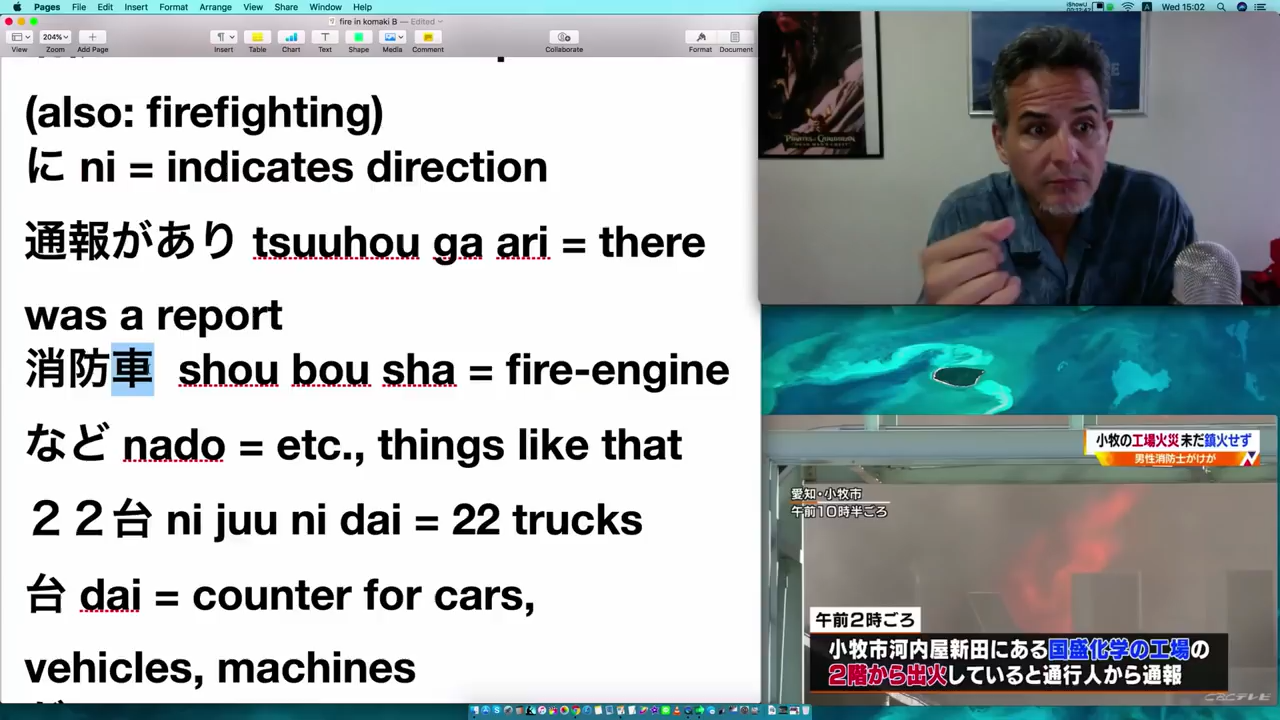 Pages File Edit Insert Format Arrange View Share Window Help
Wed 15:02
fire in komaki B — Edited
204%
View Zoom Add Page Insert Table Chart Text Shape Media Comment Collaborate Format Document
(also: firefighting)
に ni = indicates direction
通報があり tsuuhou ga ari = there
was a report
消防車 shou bou sha = fire-engine
など nado = etc., things like that
２２台 ni juu ni dai = 22 trucks
台 dai = counter for cars,
vehicles, machines
小牧の工場火災未だ鎮火せず
男性消防士がけが
愛知・小牧市
午前10時半ごろ
午前2時ごろ
小牧市河内屋新田にある国盛化学の工場の
2階から出火していると通行人から通報
CBCテレビ